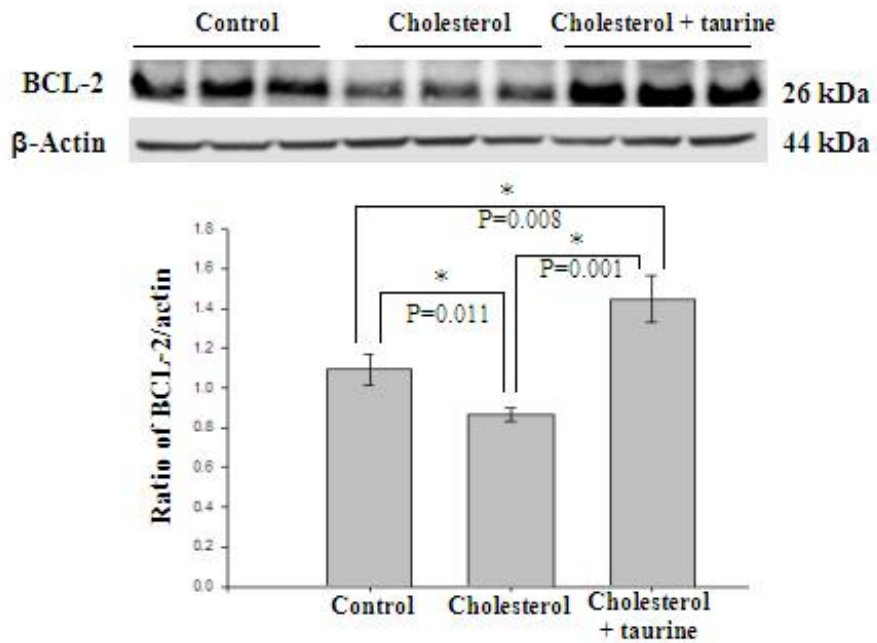 Control Cholesterol Cholesterol + taurine
BCL-2 26 kDa
β-Actin 44 kDa
*
P=0.008
*
P=0.001
*
P=0.011
Ratio of BCL-2/actin
1.8
1.6
1.4
1.2
1.0
0.8
0.6
0.4
0.2
0.0
Control Cholesterol Cholesterol
+ taurine